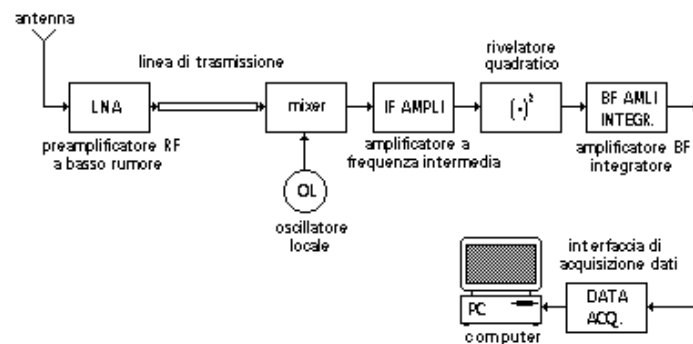 antenna
linea di trasmissione
rivelatore
quadratico
LNA
mixer
IF AMPLI
(•)²
BF AMLI
INTEGR.
preamplificatore RF
a basso rumore
amplificatore a
frequenza intermedia
amplificatore BF
integratore
OL
oscillatore
locale
interfaccia di
acquisizione dati
PC
DATA
ACQ.
computer